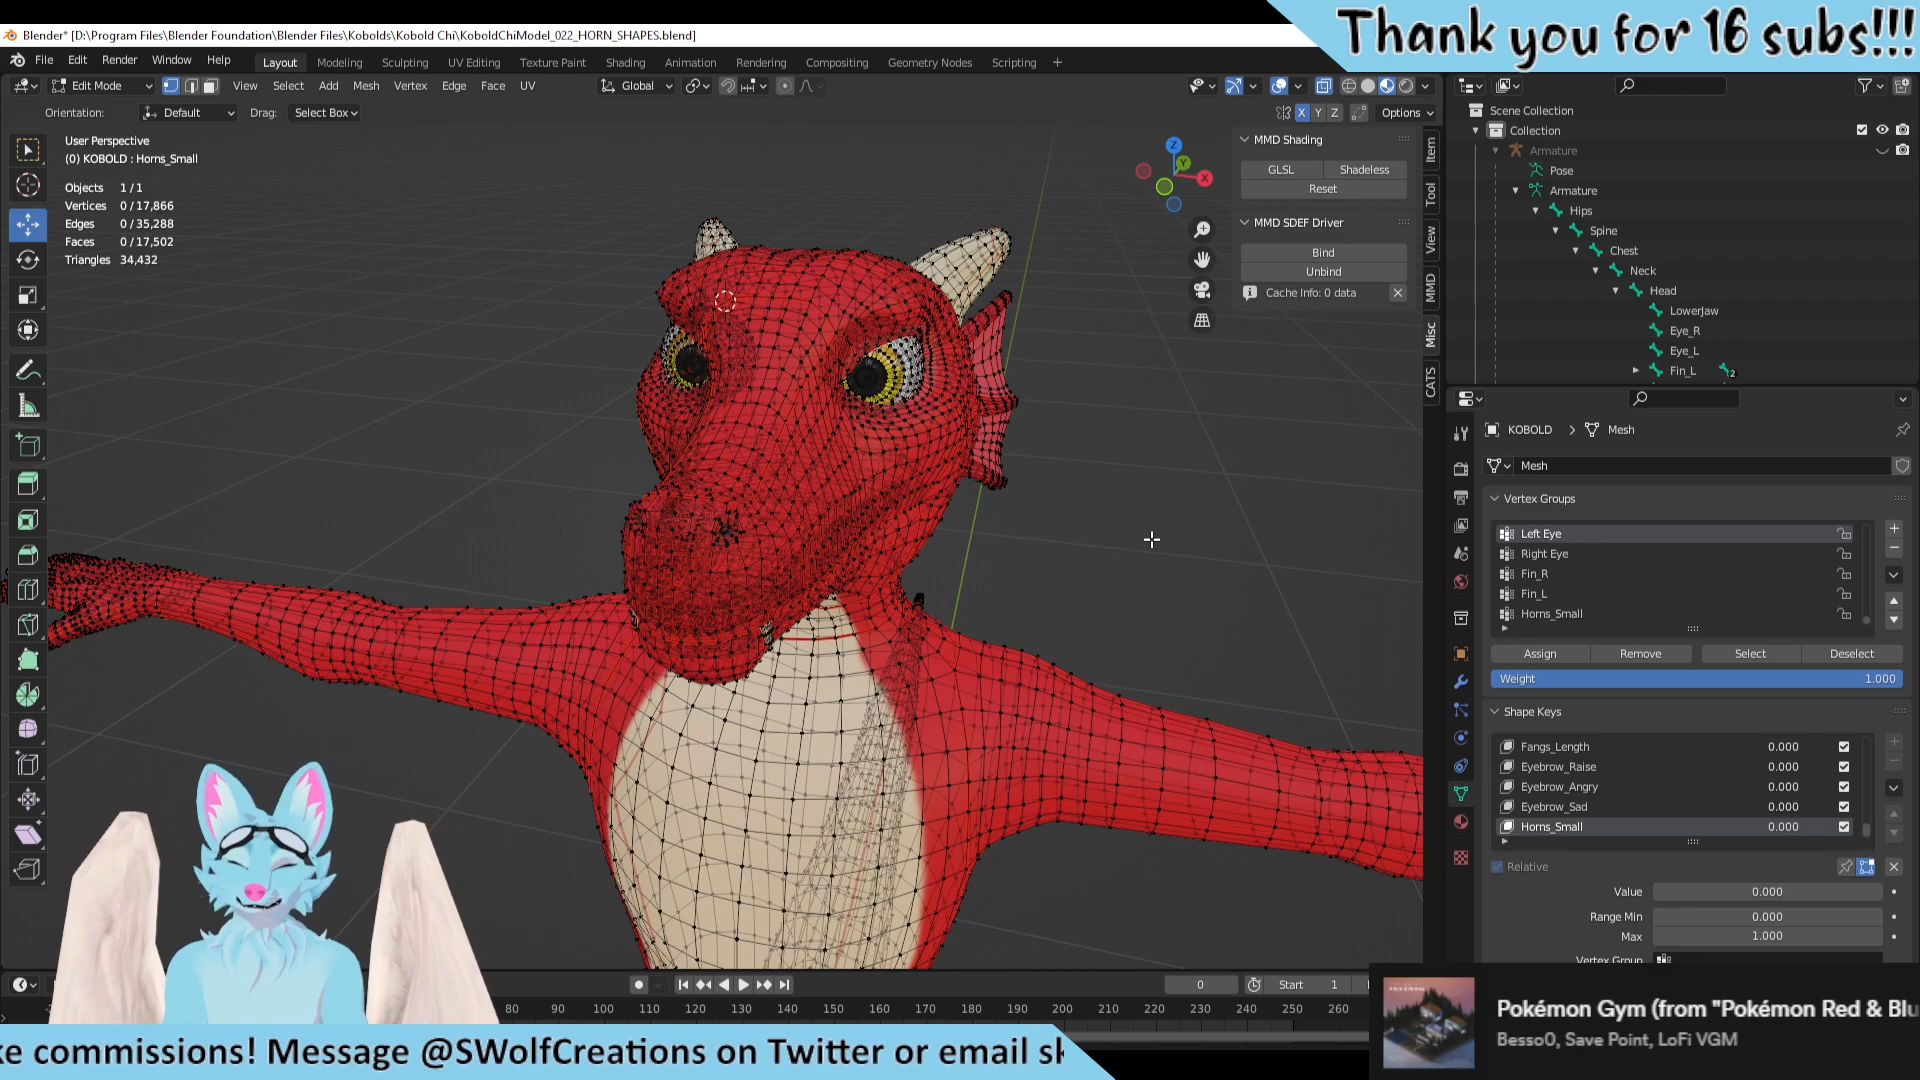 Thank you for 16 subs!!!
Blender* [D:\Program Files\Blender Foundation\Blender Files\Kobolds\Kobold Chi\KoboldChiModel_022_HORN_SHAPES.blend]
File Edit Render Window Help
Layout Modeling Sculpting UV Editing Texture Paint Shading Animation Rendering Compositing Geometry Nodes Scripting +
Edit Mode View Select Add Mesh Vertex Edge Face UV Global
Orientation: Default Drag: Select Box X Y Z Options
User Perspective
(0) KOBOLD : Horns_Small
Objects 1 / 1
Vertices 0 / 17,866
Edges 0 / 35,288
Faces 0 / 17,502
Triangles 34,432
Z
Y
X
MMD Shading
GLSL Shadeless
Reset
MMD SDEF Driver
Bind
Unbind
Cache Info: 0 data
Item
Tool
View
MMD
Misc
CATS
Scene Collection
Collection
Armature
Pose
Armature
Hips
Spine
Chest
Neck
Head
LowerJaw
Eye_R
Eye_L
Fin_L 2
KOBOLD > Mesh
Mesh
Vertex Groups
Left Eye
Right Eye
Fin_R
Fin_L
Horns_Small
Assign Remove Select Deselect
Weight 1.000
Shape Keys
Fangs_Length 0.000
Eyebrow_Raise 0.000
Eyebrow_Angry 0.000
Eyebrow_Sad 0.000
Horns_Small 0.000
Relative
Value 0.000
Range Min 0.000
Max 1.000
Vertex Group
0 Start 1
80 90 100 110 120 130 140 150 160 170 180 190 200 210 220 230 240 250 260
Pokémon Gym (from "Pokémon Red & Blu
Besso0, Save Point, LoFi VGM
ke commissions! Message @SWolfCreations on Twitter or email sk